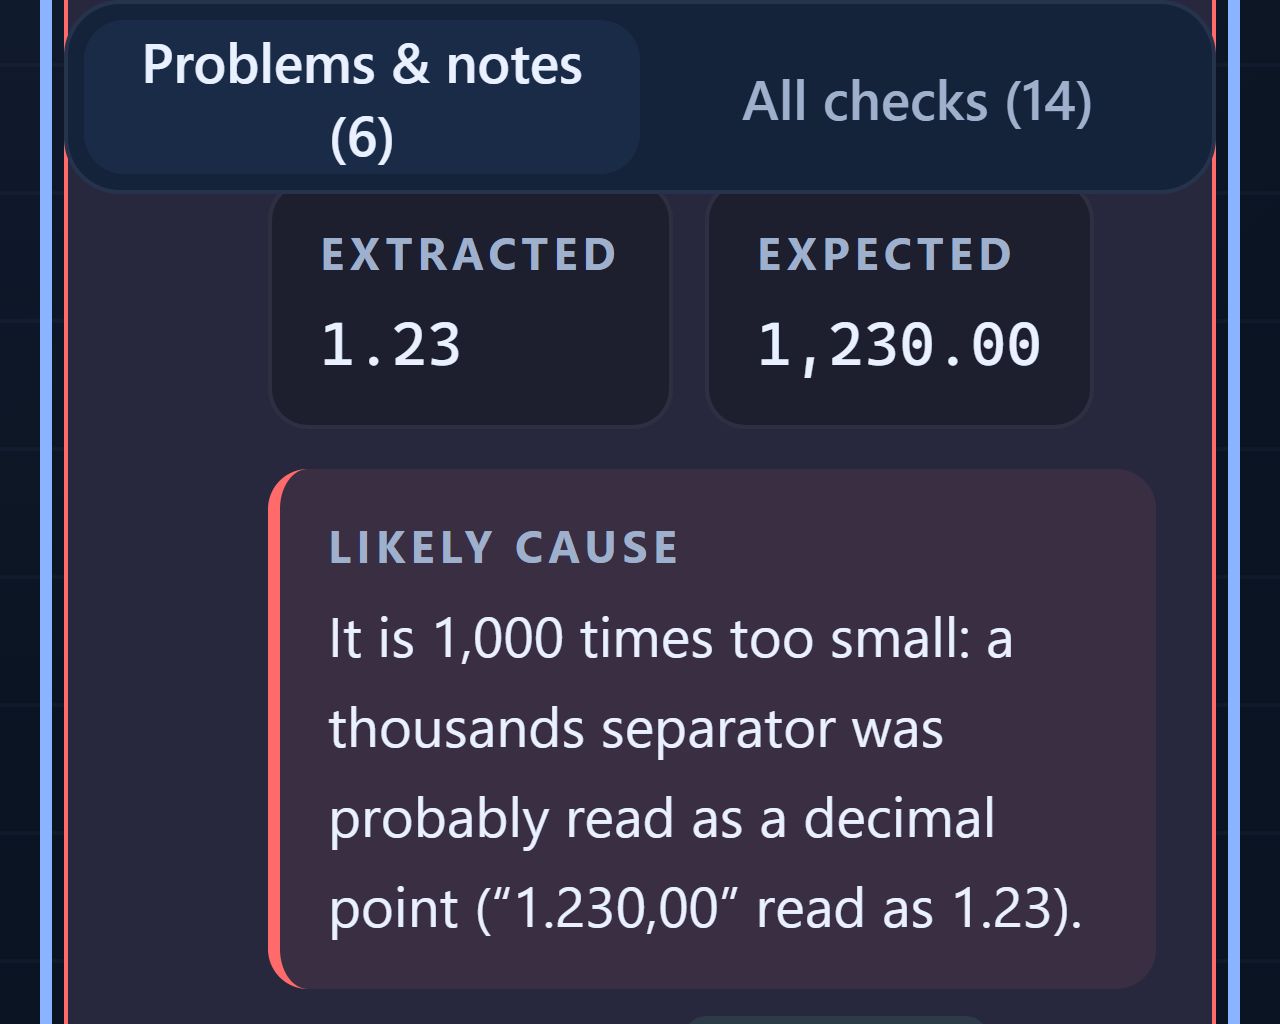 Problems & notes
(6)
All checks (14)
EXTRACTED
1.23
EXPECTED
1,230.00
LIKELY CAUSE
It is 1,000 times too small: a
thousands separator was
probably read as a decimal
point (“1.230,00” read as 1.23).